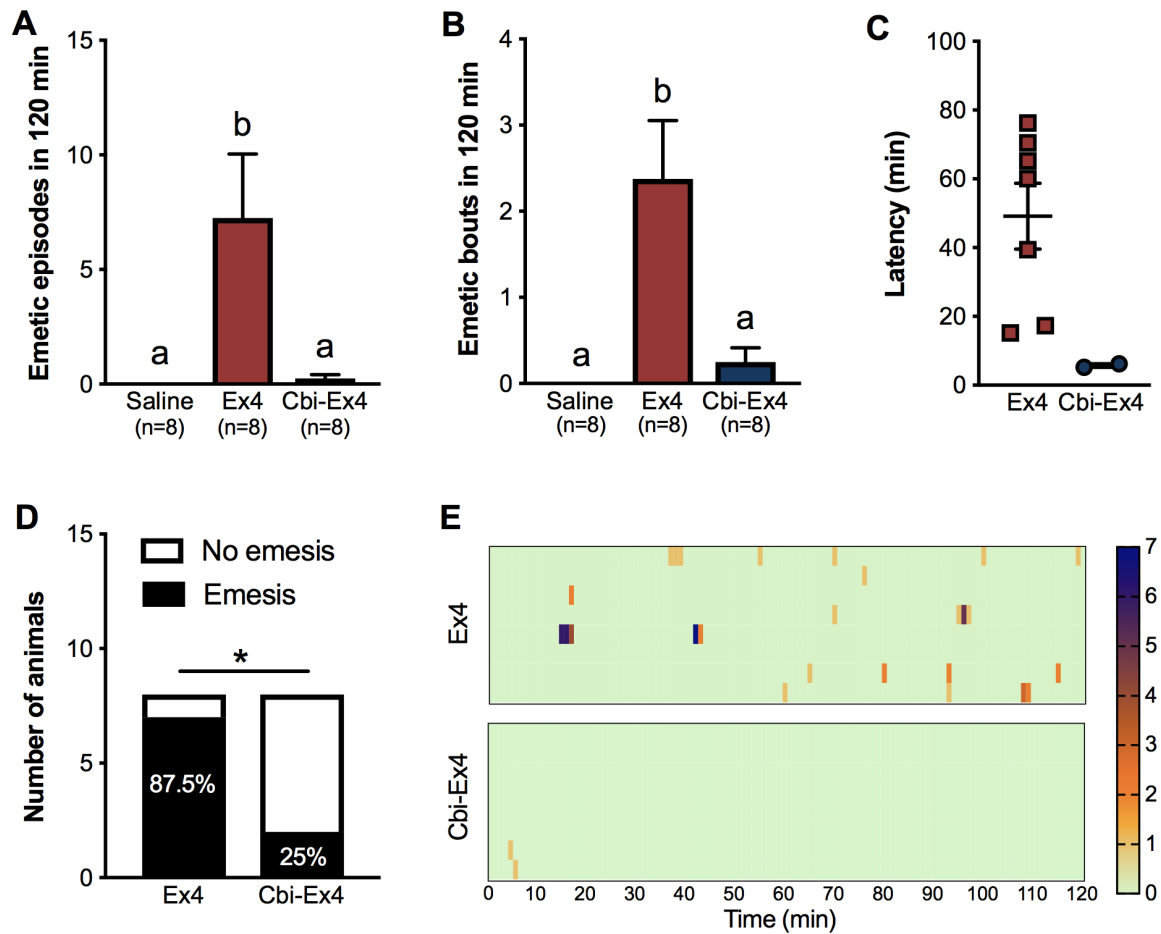 A
Emetic episodes in 120 min
15
10
5
0
a
b
a
Saline
(n=8)
Ex4
(n=8)
Cbi-Ex4
(n=8)
B
Emetic bouts in 120 min
4
3
2
1
0
a
b
a
Saline
(n=8)
Ex4
(n=8)
Cbi-Ex4
(n=8)
C
Latency (min)
100
80
60
40
20
0
Ex4
Cbi-Ex4
D
Number of animals
15
10
5
0
No emesis
Emesis
*
87.5%
25%
Ex4
Cbi-Ex4
E
Ex4
Cbi-Ex4
0 10 20 30 40 50 60 70 80 90 100 110 120
Time (min)
7
6
5
4
3
2
1
0